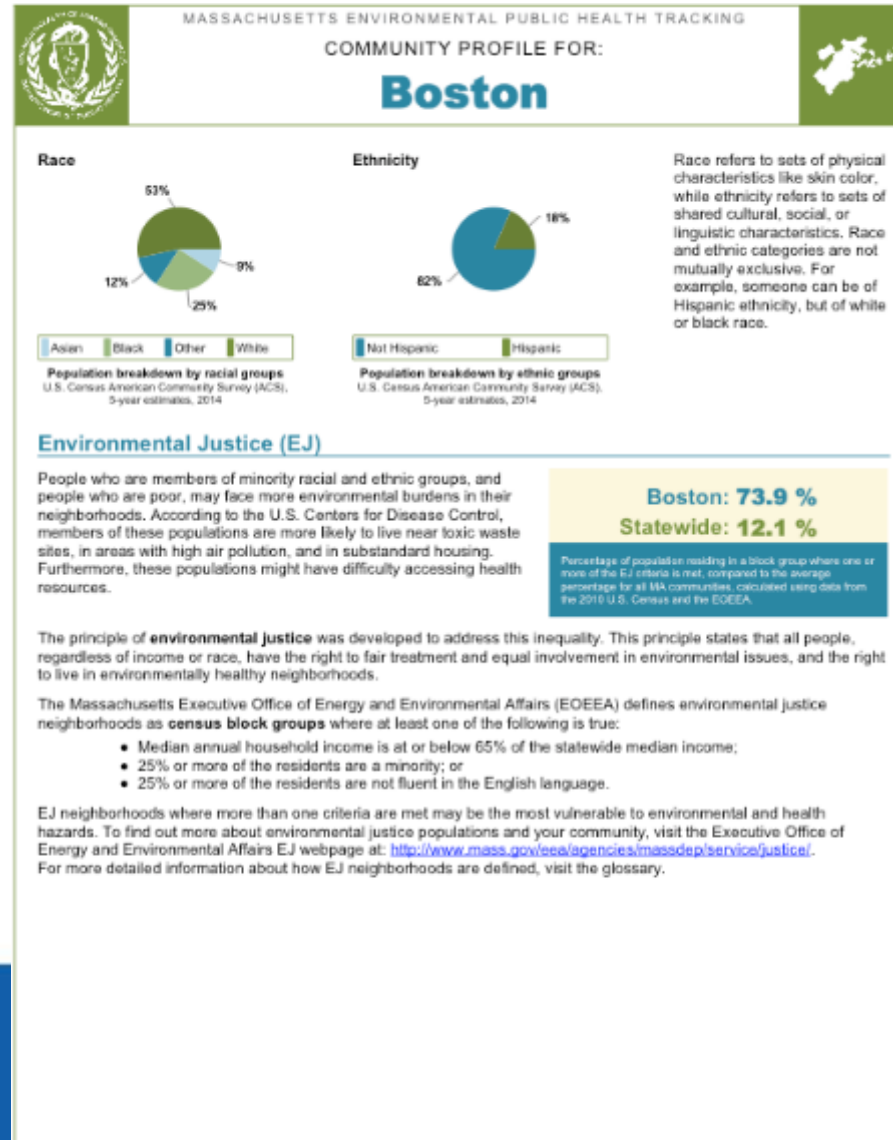 MASSACHUSETTS ENVIRONMENTAL PUBLIC HEALTH TRACKING
COMMUNITY PROFILE FOR:
Boston
Race
53%
9%
12%
25%
Asian Black Other White
Population breakdown by racial groups
U.S. Census American Community Survey (ACS),
5-year estimates, 2014
Ethnicity
18%
82%
Not Hispanic Hispanic
Population breakdown by ethnic groups
U.S. Census American Community Survey (ACS),
5-year estimates, 2014
Race refers to sets of physical
characteristics like skin color,
while ethnicity refers to sets of
shared cultural, social, or
linguistic characteristics. Race
and ethnic categories are not
mutually exclusive. For
example, someone can be of
Hispanic ethnicity, but of white
or black race.
Environmental Justice (EJ)
People who are members of minority racial and ethnic groups, and
people who are poor, may face more environmental burdens in their
neighborhoods. According to the U.S. Centers for Disease Control,
members of these populations are more likely to live near toxic waste
sites, in areas with high air pollution, and in substandard housing.
Furthermore, these populations might have difficulty accessing health
resources.
Boston: 73.9 %
Statewide: 12.1 %
Percentage of population residing in a block group where one or
more of the EJ criteria is met, compared to the average
percentage for all MA communities, calculated using data from
the 2010 U.S. Census and the EOEEA.
The principle of environmental justice was developed to address this inequality. This principle states that all people,
regardless of income or race, have the right to fair treatment and equal involvement in environmental issues, and the right
to live in environmentally healthy neighborhoods.
The Massachusetts Executive Office of Energy and Environmental Affairs (EOEEA) defines environmental justice
neighborhoods as census block groups where at least one of the following is true:
● Median annual household income is at or below 65% of the statewide median income;
● 25% or more of the residents are a minority; or
● 25% or more of the residents are not fluent in the English language.
EJ neighborhoods where more than one criteria are met may be the most vulnerable to environmental and health
hazards. To find out more about environmental justice populations and your community, visit the Executive Office of
Energy and Environmental Affairs EJ webpage at: http://www.mass.gov/eea/agencies/massdep/service/justice/.
For more detailed information about how EJ neighborhoods are defined, visit the glossary.